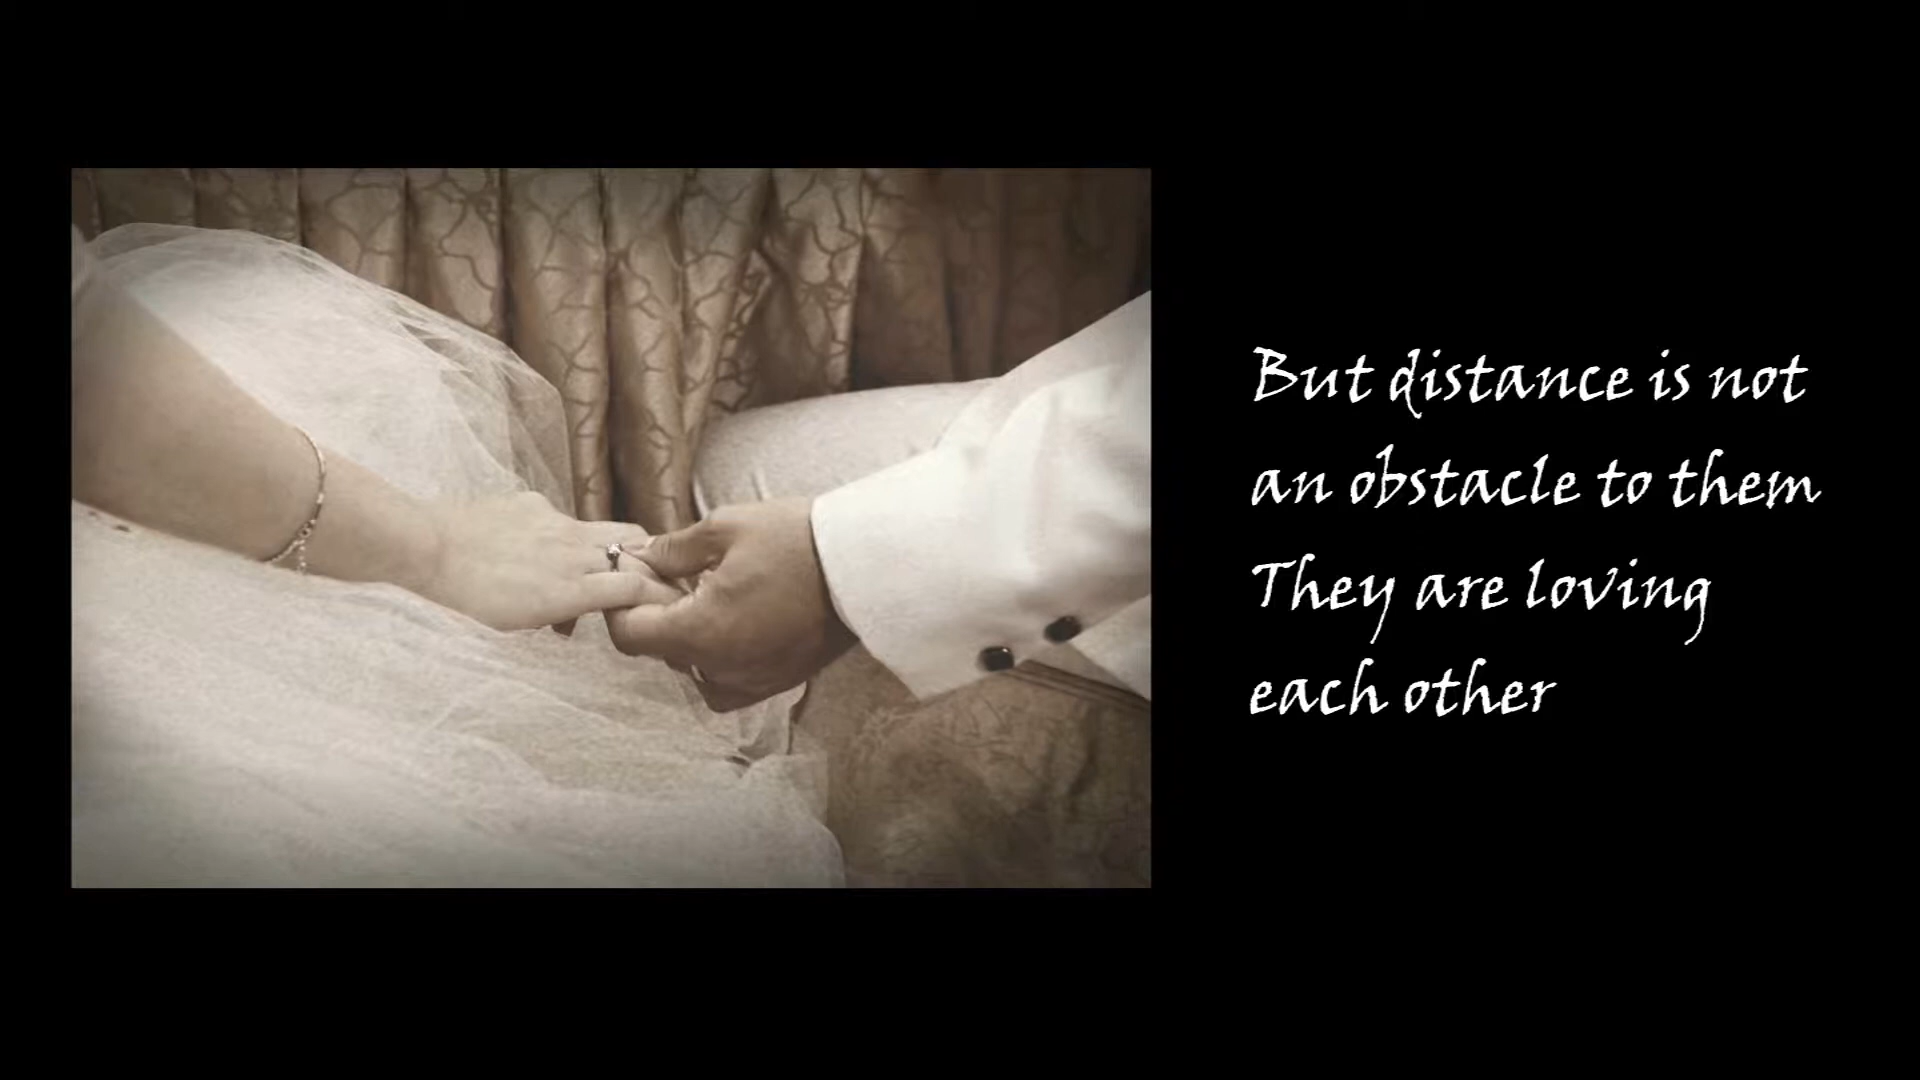 But distance is not
an obstacle to them
They are loving
each other